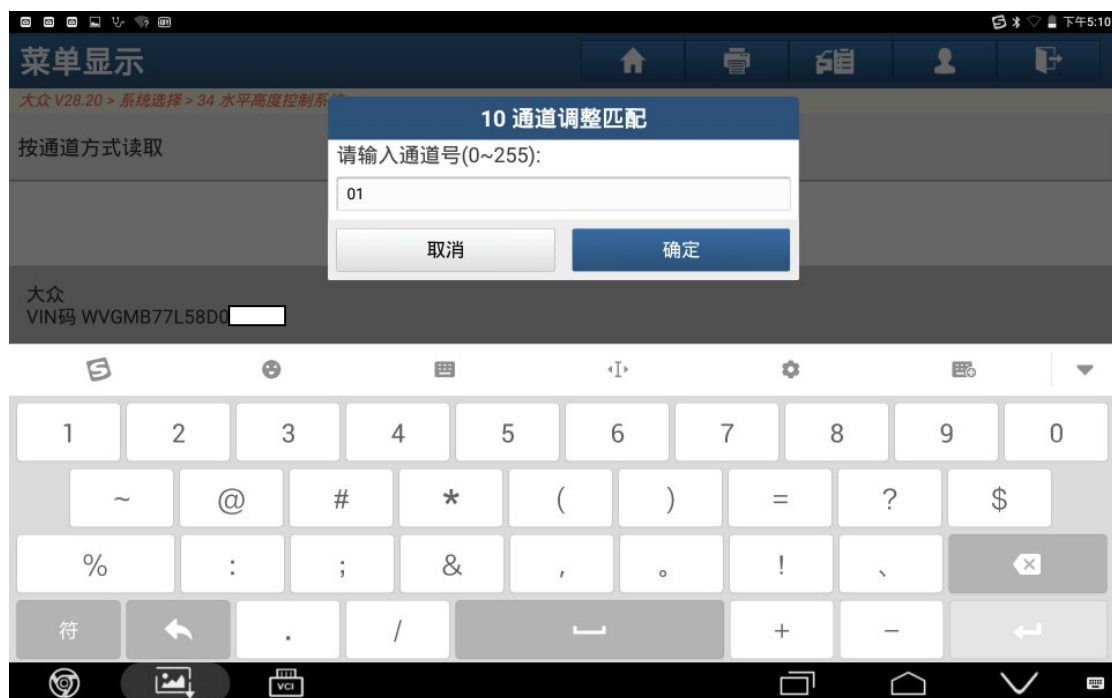 下午5:10
菜单显示
大众 V28.20 > 系统选择 > 34 水平高度控制系
10 通道调整匹配
按通道方式读取
请输入通道号(0~255):
01
取消 确定
大众
VIN码 WVGMB77L58D0
1 2 3 4 5 6 7 8 9 0
~ @ # * ( ) = ? $
% : ; & , 。 ! 、
符 . / + −
VCI